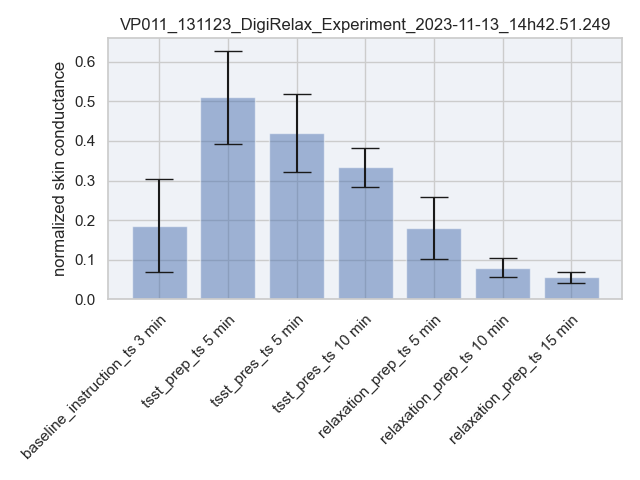 VP011_131123_DigiRelax_Experiment_2023-11-13_14h42.51.249
normalized skin conductance
0.6
0.5
0.4
0.3
0.2
0.1
0.0
baseline_instruction_ts 3 min
tsst_prep_ts 5 min
tsst_pres_ts 5 min
tsst_pres_ts 10 min
relaxation_prep_ts 5 min
relaxation_prep_ts 10 min
relaxation_prep_ts 15 min